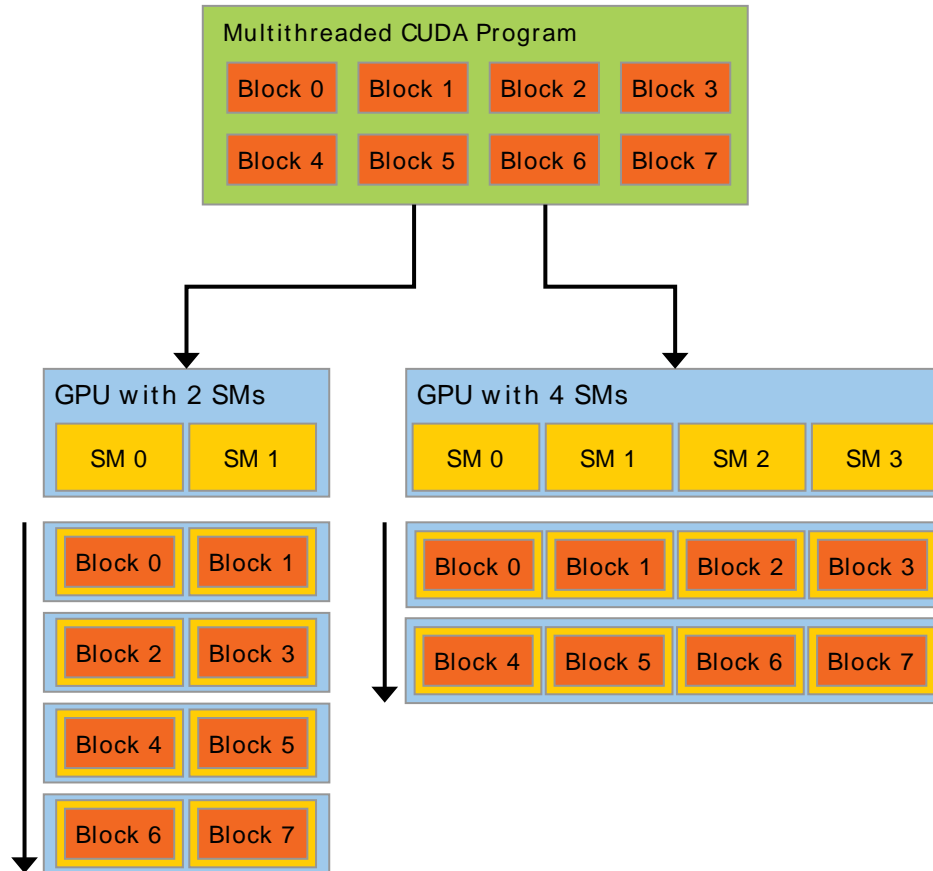 Multithreaded CUDA Program
Block 0 Block 1 Block 2 Block 3
Block 4 Block 5 Block 6 Block 7
GPU with 2 SMs
SM 0 SM 1
Block 0 Block 1
Block 2 Block 3
Block 4 Block 5
Block 6 Block 7
GPU with 4 SMs
SM 0 SM 1 SM 2 SM 3
Block 0 Block 1 Block 2 Block 3
Block 4 Block 5 Block 6 Block 7